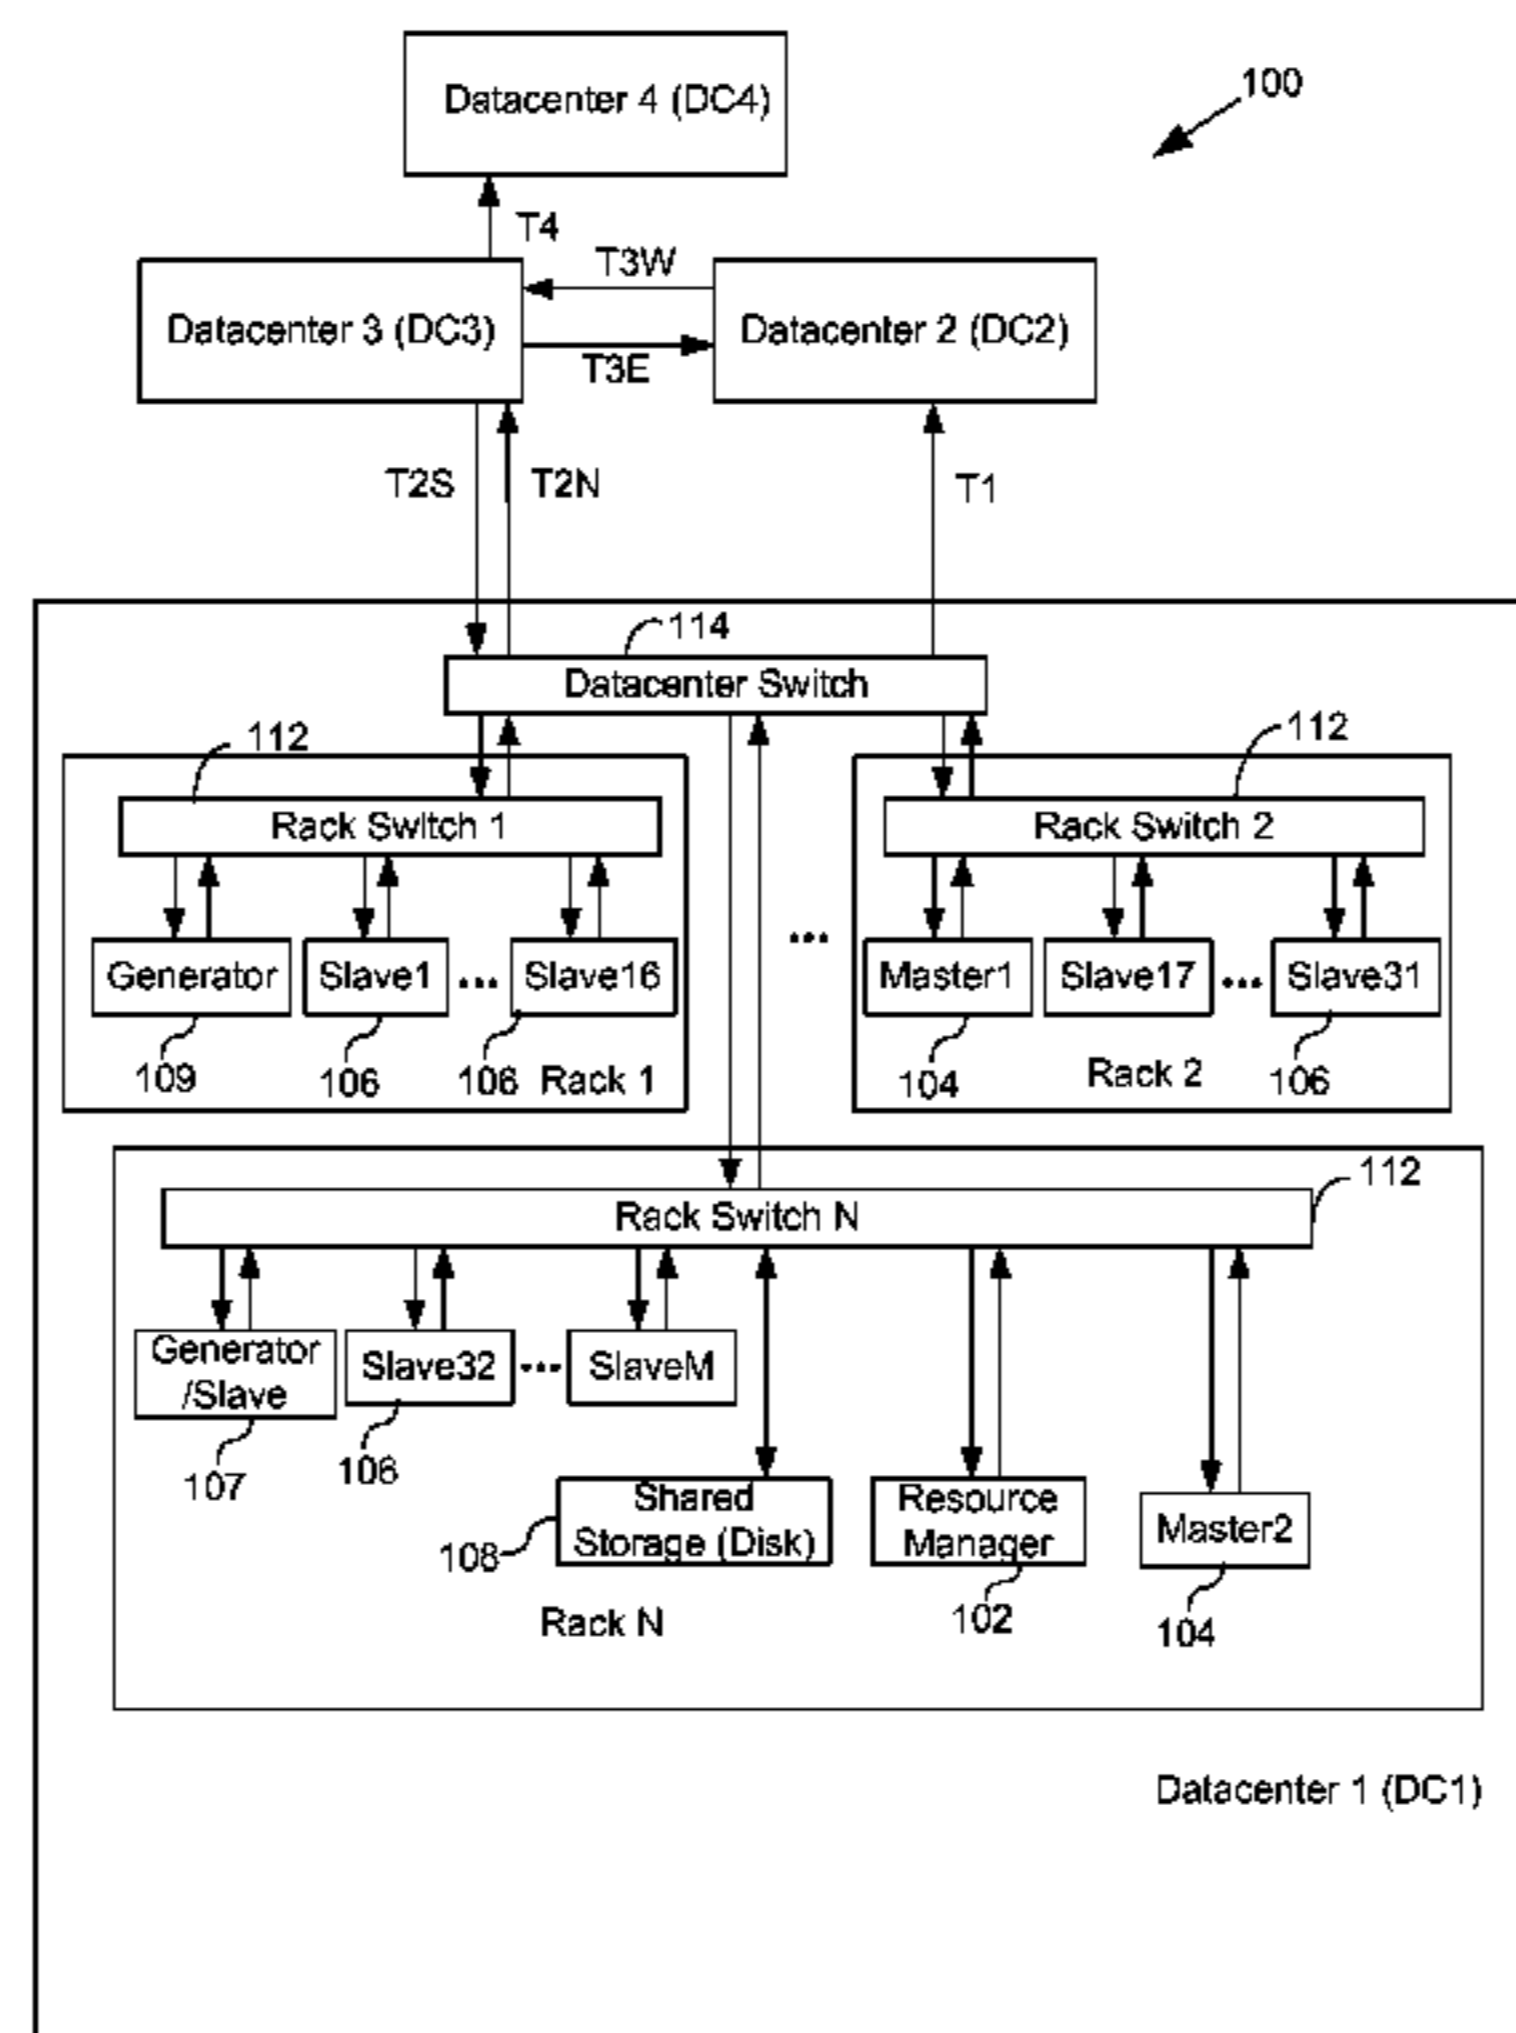 Datacenter 4 (DC4)
100
T4
T3W
Datacenter 3 (DC3)
Datacenter 2 (DC2)
T3E
T2S
T2N
T1
114
Datacenter Switch
112
112
Rack Switch 1
Rack Switch 2
Generator
Slave1
...
Slave16
...
Master1
Slave17
...
Slave31
109
106
106
Rack 1
104
Rack 2
106
112
Rack Switch N
Generator
/Slave
Slave32
...
SlaveM
107
106
Shared
Storage (Disk)
108
Resource
Manager
Master2
102
104
Rack N
Datacenter 1 (DC1)